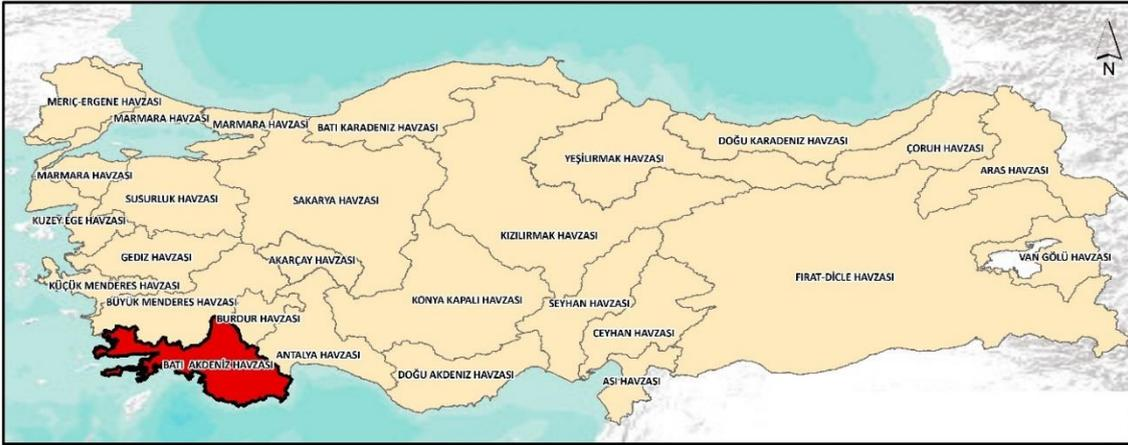 N
MERIÇ-ERGENE HAVZASI
MARMARA HAVZASI
MARMARA HAVZASI
BATI KARADENİZ HAVZASI
DOĞU KARADENİZ HAVZASI
ÇORUH HAVZASI
YEŞİLIRMAK HAVZASI
ARAS HAVZASI
MARMARA HAVZASI
SUSURLUK HAVZASI
SAKARYA HAVZASI
KUZEY EGE HAVZASI
KIZILIRMAK HAVZASI
GEDİZ HAVZASI
AKARÇAY HAVZASI
VAN GÖLÜ HAVZASI
FIRAT-DİCLE HAVZASI
KÜÇÜK MENDERES HAVZASI
BÜYÜK MENDERES HAVZASI
KONYA KAPALI HAVZASI
SEYHAN HAVZASI
BURDUR HAVZASI
CEYHAN HAVZASI
ANTALYA HAVZASI
BATI AKDENİZ HAVZASI
DOĞU AKDENİZ HAVZASI
ASI HAVZASI